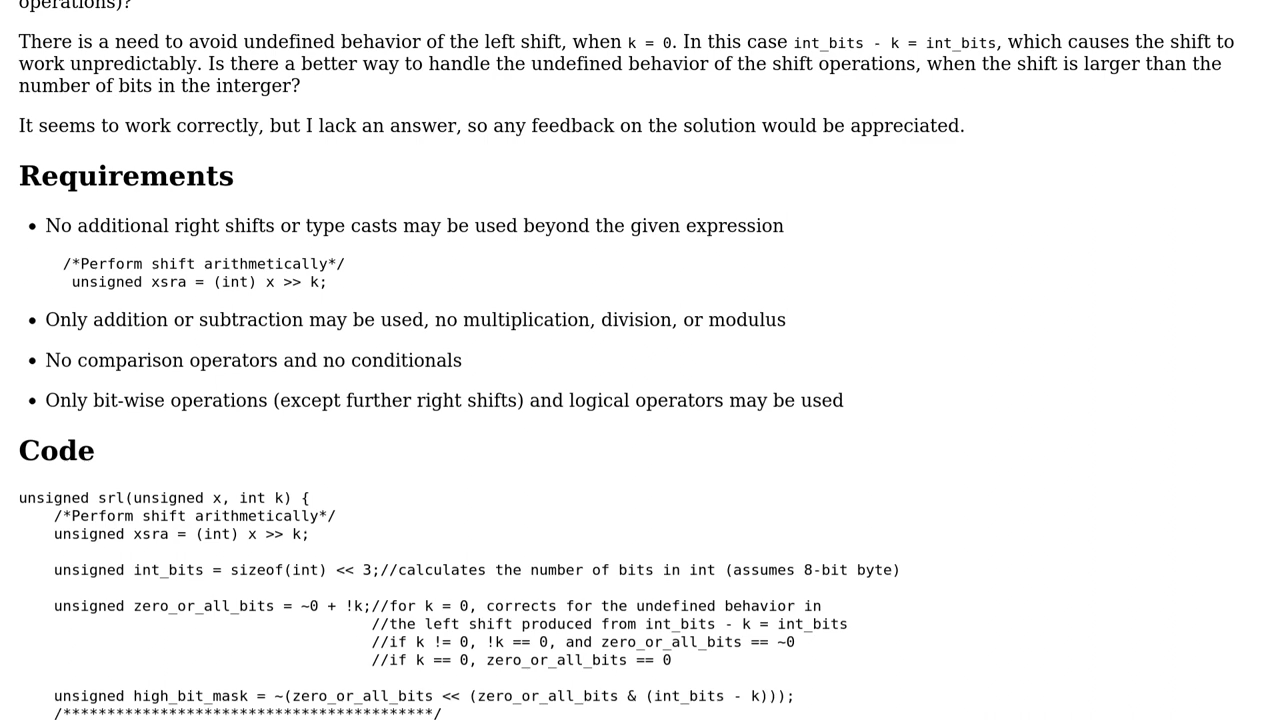 operations)?
There is a need to avoid undefined behavior of the left shift, when k = 0. In this case int_bits - k = int_bits, which causes the shift to
work unpredictably. Is there a better way to handle the undefined behavior of the shift operations, when the shift is larger than the
number of bits in the interger?
It seems to work correctly, but I lack an answer, so any feedback on the solution would be appreciated.
Requirements
• No additional right shifts or type casts may be used beyond the given expression
/*Perform shift arithmetically*/
unsigned xsra = (int) x >> k;
• Only addition or subtraction may be used, no multiplication, division, or modulus
• No comparison operators and no conditionals
• Only bit-wise operations (except further right shifts) and logical operators may be used
Code
unsigned srl(unsigned x, int k) {
/*Perform shift arithmetically*/
unsigned xsra = (int) x >> k;
unsigned int_bits = sizeof(int) << 3;//calculates the number of bits in int (assumes 8-bit byte)
unsigned zero_or_all_bits = ~0 + !k;//for k = 0, corrects for the undefined behavior in
//the left shift produced from int_bits - k = int_bits
//if k != 0, !k == 0, and zero_or_all_bits == ~0
//if k == 0, zero_or_all_bits == 0
unsigned high_bit_mask = ~(zero_or_all_bits << (zero_or_all_bits & (int_bits - k)));
/******************************************/